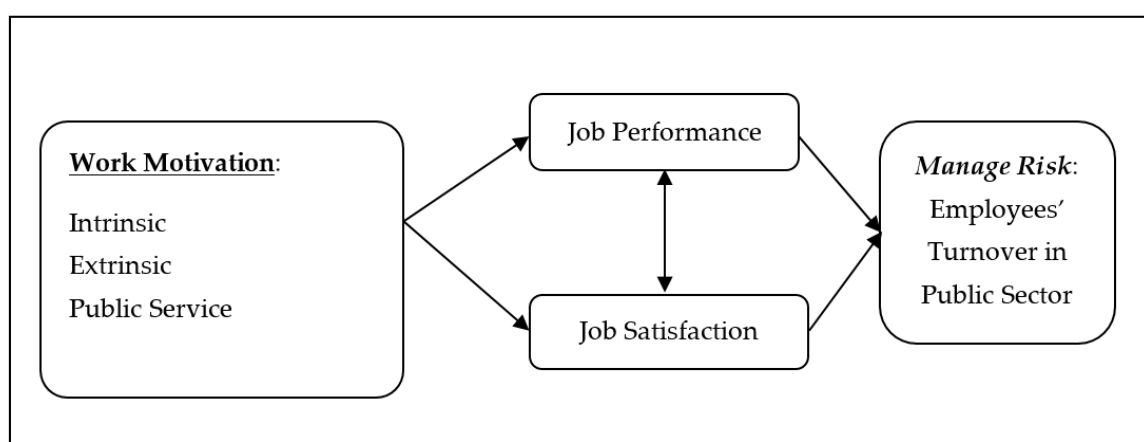 Work Motivation:
Intrinsic
Extrinsic
Public Service
Job Performance
Job Satisfaction
Manage Risk:
Employees’
Turnover in
Public Sector